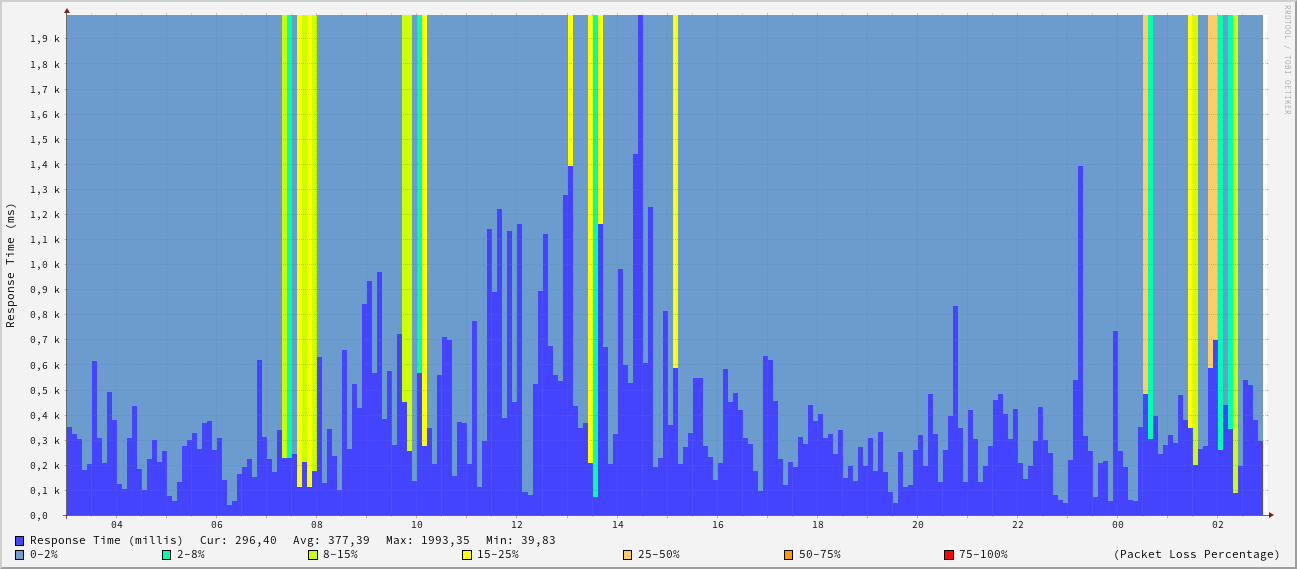 RRDTOOL / TOBI OETIKER
Response Time (ms)
1,9 k
1,8 k
1,7 k
1,6 k
1,5 k
1,4 k
1,3 k
1,2 k
1,1 k
1,0 k
0,9 k
0,8 k
0,7 k
0,6 k
0,5 k
0,4 k
0,3 k
0,2 k
0,1 k
0,0
04 06 08 10 12 14 16 18 20 22 00 02
Response Time (millis) Cur: 296,40 Avg: 377,39 Max: 1993,35 Min: 39,83
0-2% 2-8% 8-15% 15-25% 25-50% 50-75% 75-100% (Packet Loss Percentage)